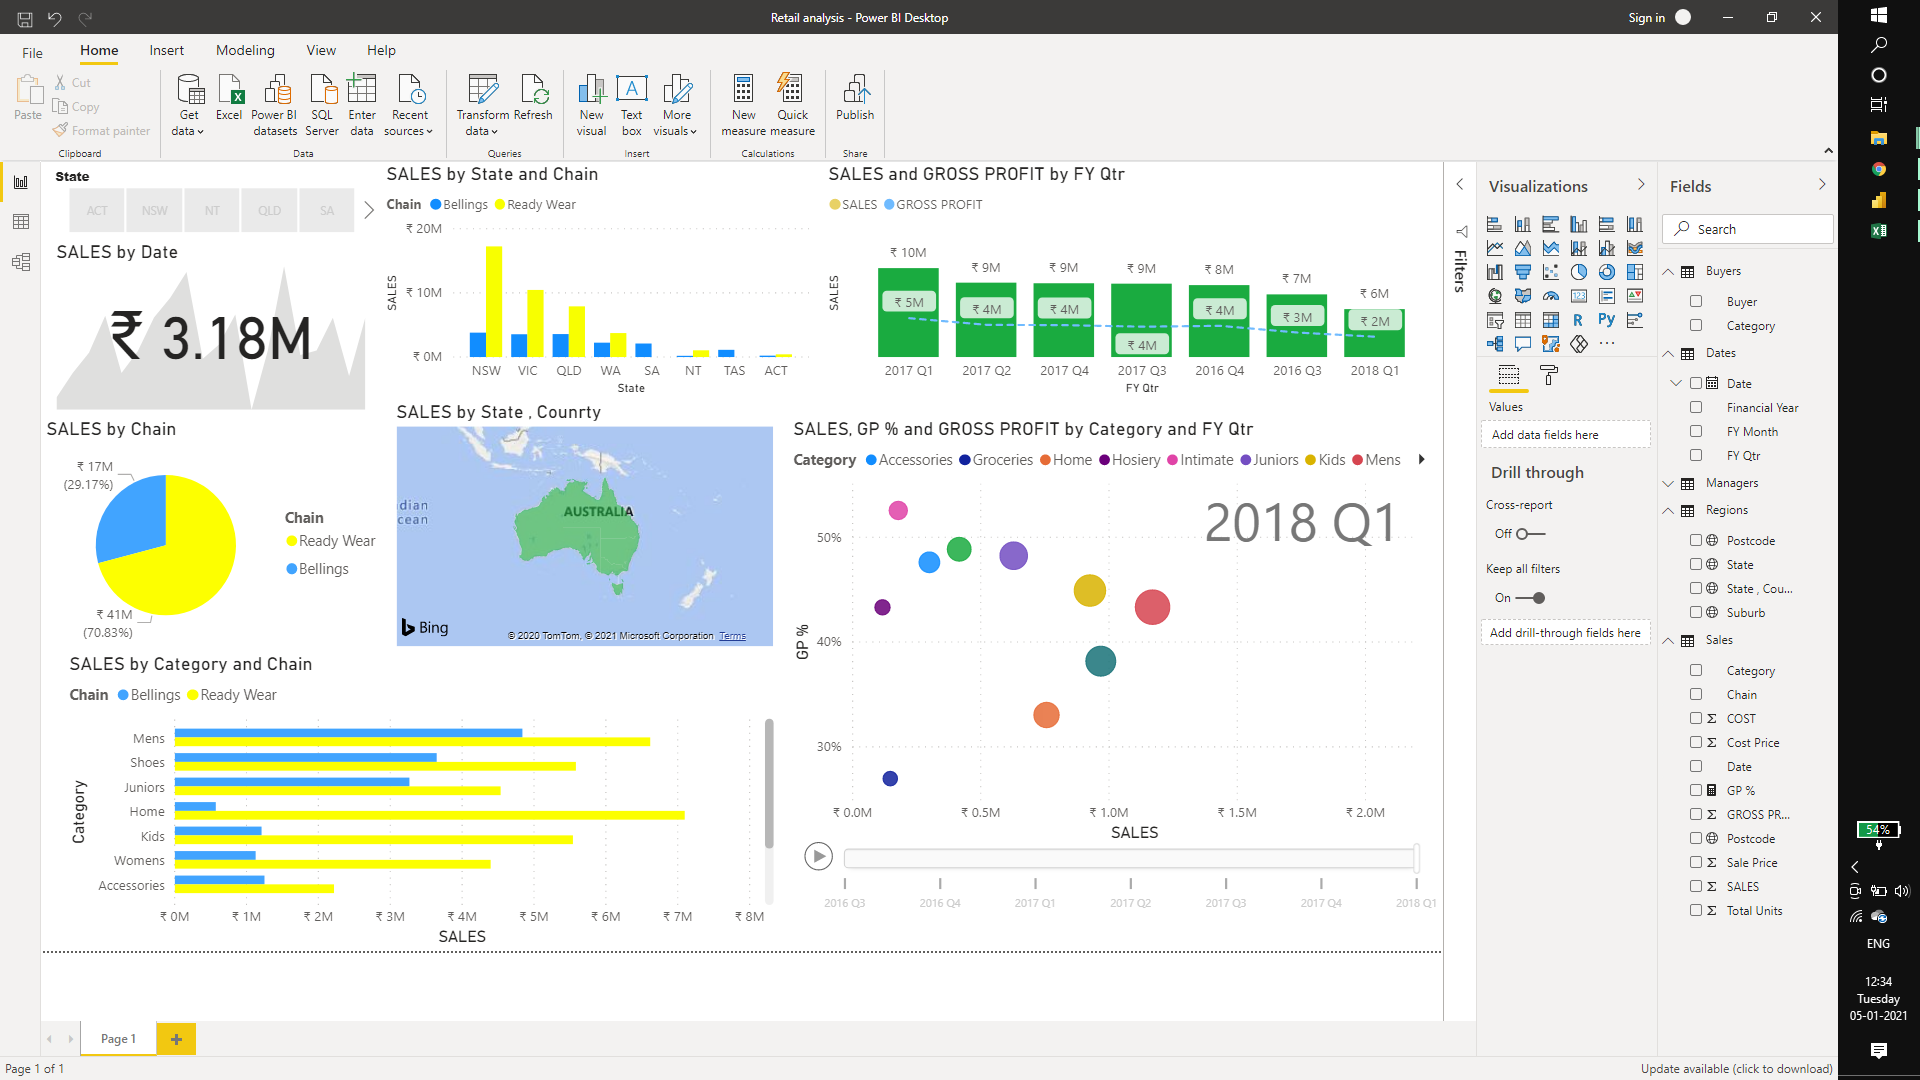 Retail analysis - Power BI Desktop
Sign in
File Home Insert Modeling View Help
Paste
Cut
Copy
Format painter
Clipboard
Get data
Excel
Power BI datasets
SQL Server
Enter data
Recent sources
Data
Transform data
Refresh
Queries
New visual
Text box
More visuals
Insert
New measure
Quick measure
Calculations
Publish
Share
State
ACT NSW NT QLD SA
SALES by Date
₹ 3.18M
SALES by State and Chain
Chain Bellings Ready Wear
₹ 20M
₹ 10M
₹ 0M
SALES
NSW VIC QLD WA SA NT TAS ACT
State
SALES and GROSS PROFIT by FY Qtr
SALES GROSS PROFIT
SALES
₹ 10M ₹ 9M ₹ 9M ₹ 9M ₹ 8M ₹ 7M ₹ 6M
₹ 5M ₹ 4M ₹ 4M ₹ 4M ₹ 4M ₹ 3M ₹ 2M
2017 Q1 2017 Q2 2017 Q4 2017 Q3 2016 Q4 2016 Q3 2018 Q1
FY Qtr
SALES by Chain
₹ 17M
(29.17%)
₹ 41M
(70.83%)
Chain
Ready Wear
Bellings
SALES by State , Counrty
dian
cean
AUSTRALIA
Bing
© 2020 TomTom, © 2021 Microsoft Corporation Terms
SALES, GP % and GROSS PROFIT by Category and FY Qtr
Category Accessories Groceries Home Hosiery Intimate Juniors Kids Mens
2018 Q1
50%
40%
30%
GP %
₹ 0.0M ₹ 0.5M ₹ 1.0M ₹ 1.5M ₹ 2.0M
SALES
2016 Q3 2016 Q4 2017 Q1 2017 Q2 2017 Q3 2017 Q4 2018 Q1
SALES by Category and Chain
Chain Bellings Ready Wear
Category
Mens
Shoes
Juniors
Home
Kids
Womens
Accessories
₹ 0M ₹ 1M ₹ 2M ₹ 3M ₹ 4M ₹ 5M ₹ 6M ₹ 7M ₹ 8M
SALES
Filters
Visualizations
R
Py
123
Values
Add data fields here
Drill through
Cross-report
Off
Keep all filters
On
Add drill-through fields here
Fields
Search
Buyers
Buyer
Category
Dates
Date
Financial Year
FY Month
FY Qtr
Managers
Regions
Postcode
State
State , Cou...
Suburb
Sales
Category
Chain
COST
Cost Price
Date
GP %
GROSS PR...
Postcode
Sale Price
SALES
Total Units
Page 1
Page 1 of 1
Update available (click to download)
54%
ENG
12:34
Tuesday
05-01-2021